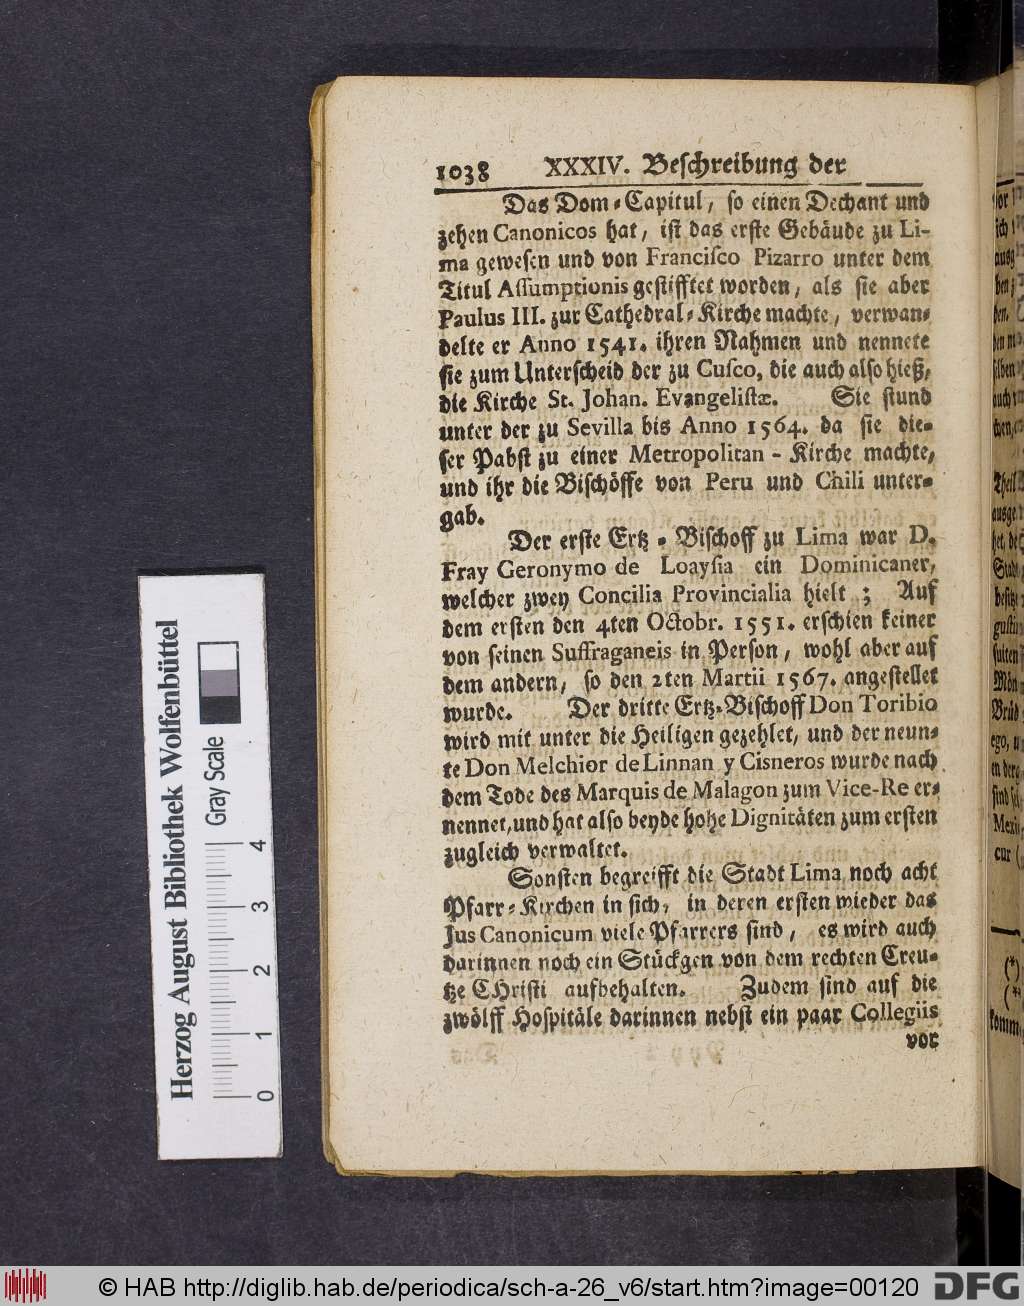 1038 XXXIV. Beſchreibung der
Das Dom-Capitul, ſo einen Dechant und
zehen Canonicos hat, iſt das erſte Gebäude zu Li-
ma geweſen und von Franciſco Pizarro unter dem
Titul Aſſumptionis geſtifftet worden, als ſie aber
Paulus III. zur Cathedral-Kirche machte, verwan-
delte er Anno 1541. ihren Nahmen und nennete
ſie zum Unterſcheid der zu Cuſco, die auch alſo hieß,
die Kirche St. Johan. Evangeliſtæ. Sie ſtund
unter der zu Sevilla bis Anno 1564. da ſie die-
ſer Pabſt zu einer Metropolitan-Kirche machte,
und ihr die Biſchöffe von Peru und Chili unter-
gab.
Der erſte Ertz-Biſchoff zu Lima war D.
Fray Geronymo de Loayſia ein Dominicaner,
welcher zwey Concilia Provincialia hielt; Auf
dem erſten den 4ten Octobr. 1551. erſchien keiner
von ſeinen Suffraganeis in Perſon, wohl aber auf
dem andern, ſo den 2ten Martii 1567. angeſtellet
wurde. Der dritte Ertz-Biſchoff Don Toribio
wird mit unter die Heiligen gezehlet, und der neun-
te Don Melchior de Linnan y Cisneros wurde nach
dem Tode des Marquis de Malagon zum Vice-Re er-
nennet, und hat alſo beyde hohe Dignitäten zum erſten
zugleich verwaltet.
Sonſten begreifft die Stadt Lima noch acht
Pfarr-Kirchen in ſich, in deren erſten wieder das
Jus Canonicum viele Pfarrers ſind, es wird auch
darinnen noch ein Stückgen von dem rechten Creu-
tze CHriſti aufbehalten. Zudem ſind auf die
zwölff Hoſpitäle darinnen nebſt ein paar Collegiis
vor
Herzog August Bibliothek Wolfenbüttel
Gray Scale
0 1 2 3 4
© HAB http://diglib.hab.de/periodica/sch-a-26_v6/start.htm?image=00120 DFG